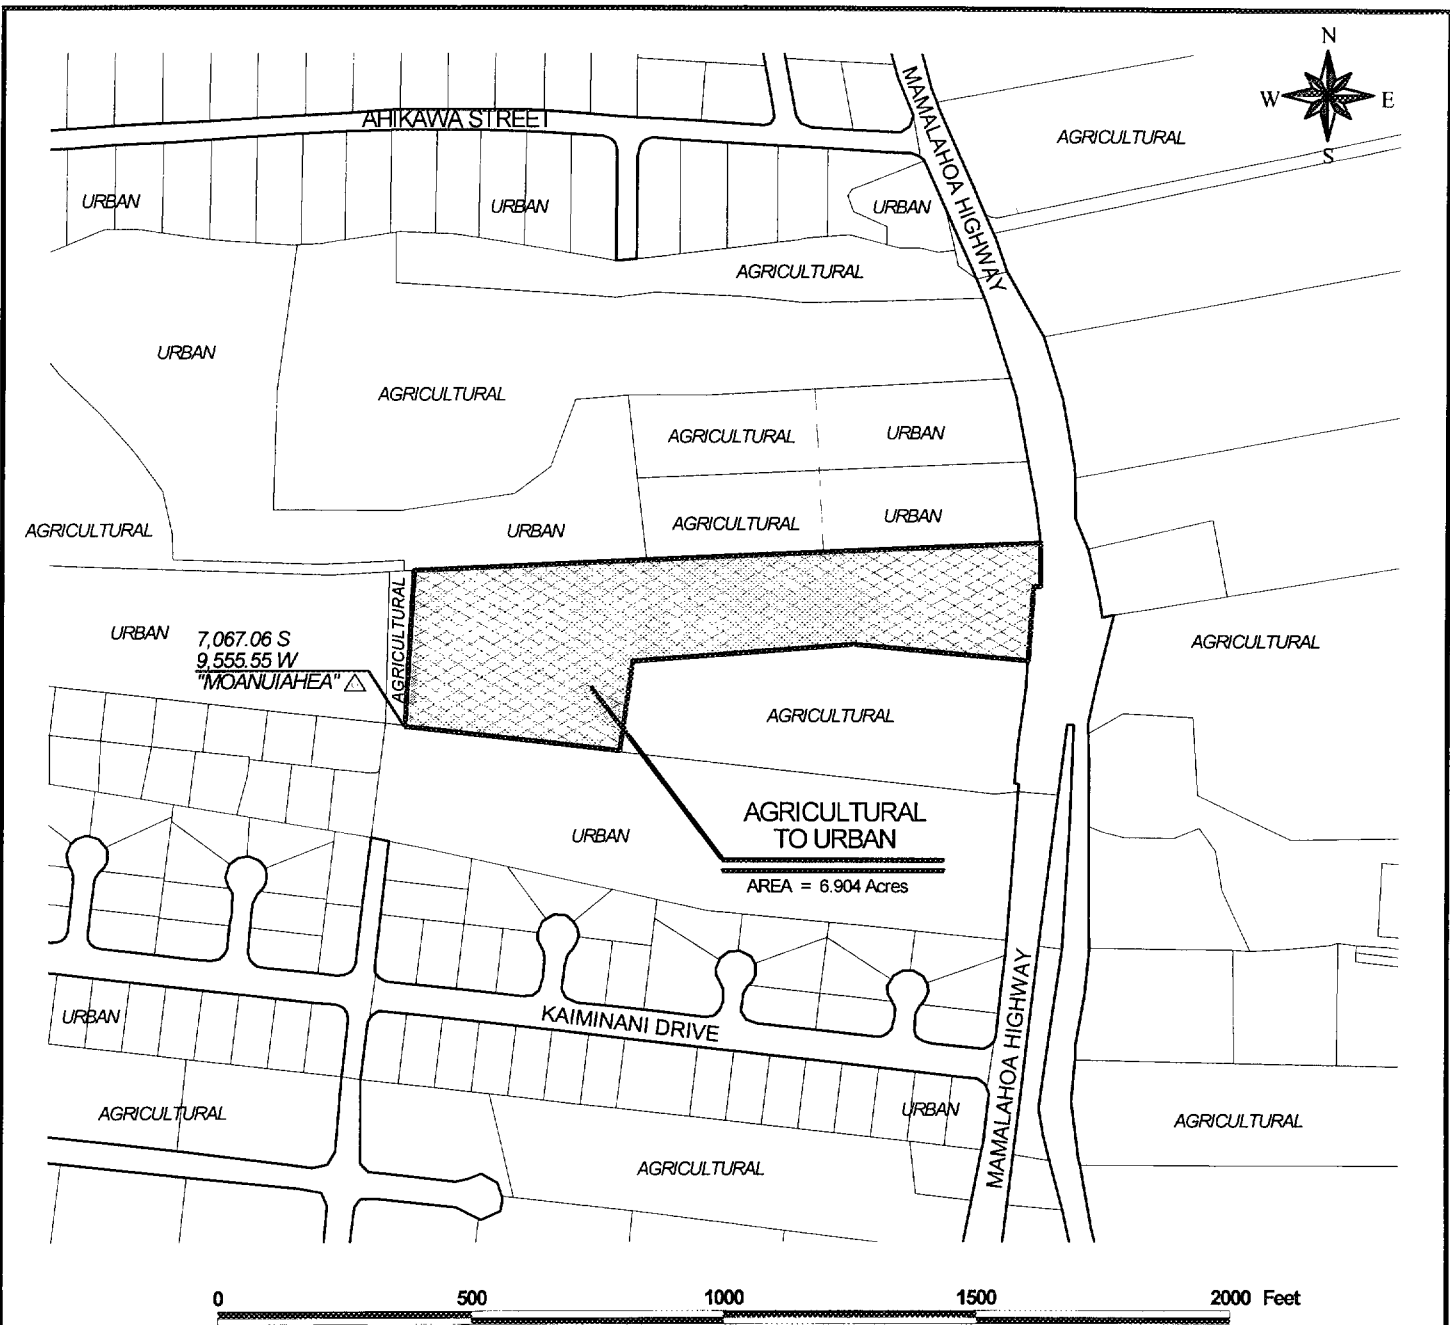 N
W E
S
AHIKAWA STREET
MAMALAHOA HIGHWAY
AGRICULTURAL
URBAN
URBAN
URBAN
AGRICULTURAL
URBAN
AGRICULTURAL
AGRICULTURAL
URBAN
AGRICULTURAL
URBAN
AGRICULTURAL
URBAN
AGRICULTURAL
URBAN
7,067.06 S
9,555.55 W
"MOANUIAHEA"
AGRICULTURAL
AGRICULTURAL
AGRICULTURAL
AGRICULTURAL
TO URBAN
AREA = 6.904 Acres
URBAN
KAIMINANI DRIVE
MAMALAHOA HIGHWAY
URBAN
AGRICULTURAL
URBAN
AGRICULTURAL
AGRICULTURAL
0 500 1000 1500 2000 Feet